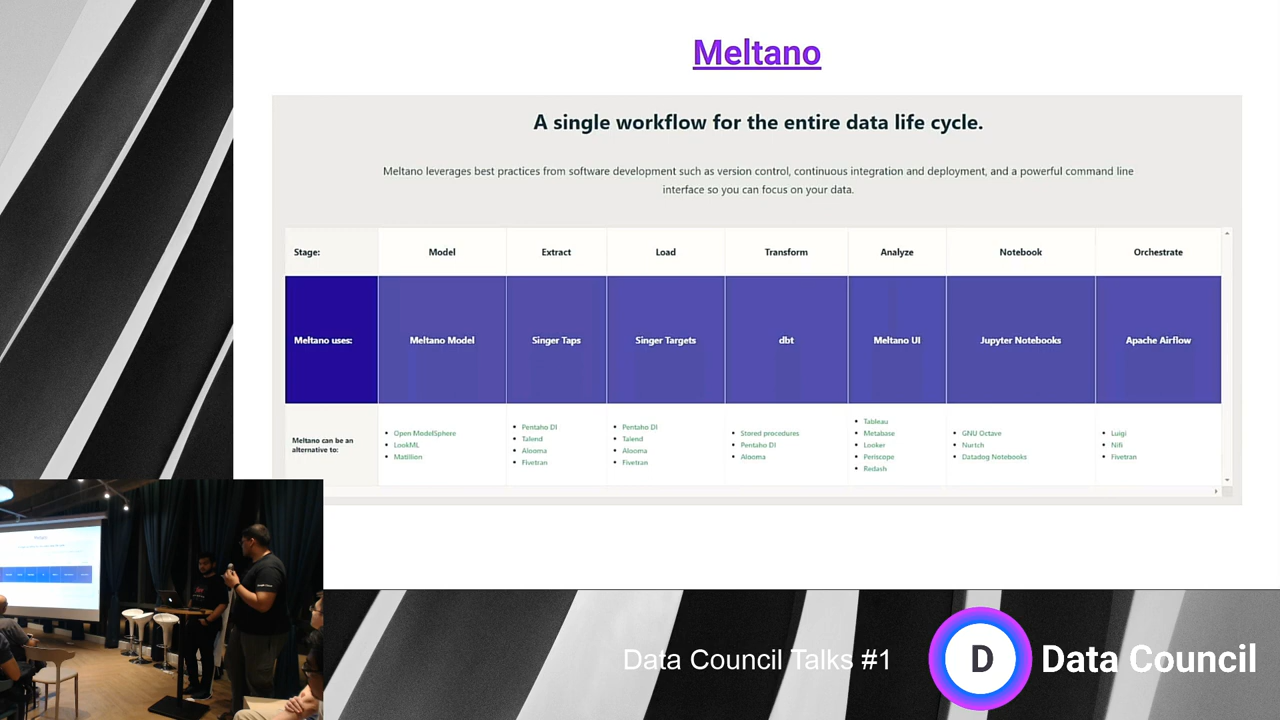 Meltano
A single workflow for the entire data life cycle.
Meltano leverages best practices from software development such as version control, continuous integration and deployment, and a powerful command line
interface so you can focus on your data.
Stage: Model Extract Load Transform Analyze Notebook Orchestrate
Meltano uses: Meltano Model Singer Taps Singer Targets dbt Meltano UI Jupyter Notebooks Apache Airflow
Meltano can be an
alternative to:
Open ModelSphere
LookML
Matillion
Pentaho DI
Talend
Alooma
Fivetran
Pentaho DI
Talend
Alooma
Fivetran
Stored procedures
Pentaho DI
Alooma
Tableau
Metabase
Looker
Periscope
Redash
GNU Octave
Nurtch
Datadog Notebooks
Luigi
Nifi
Fivetran
Data Council Talks #1
D Data Council